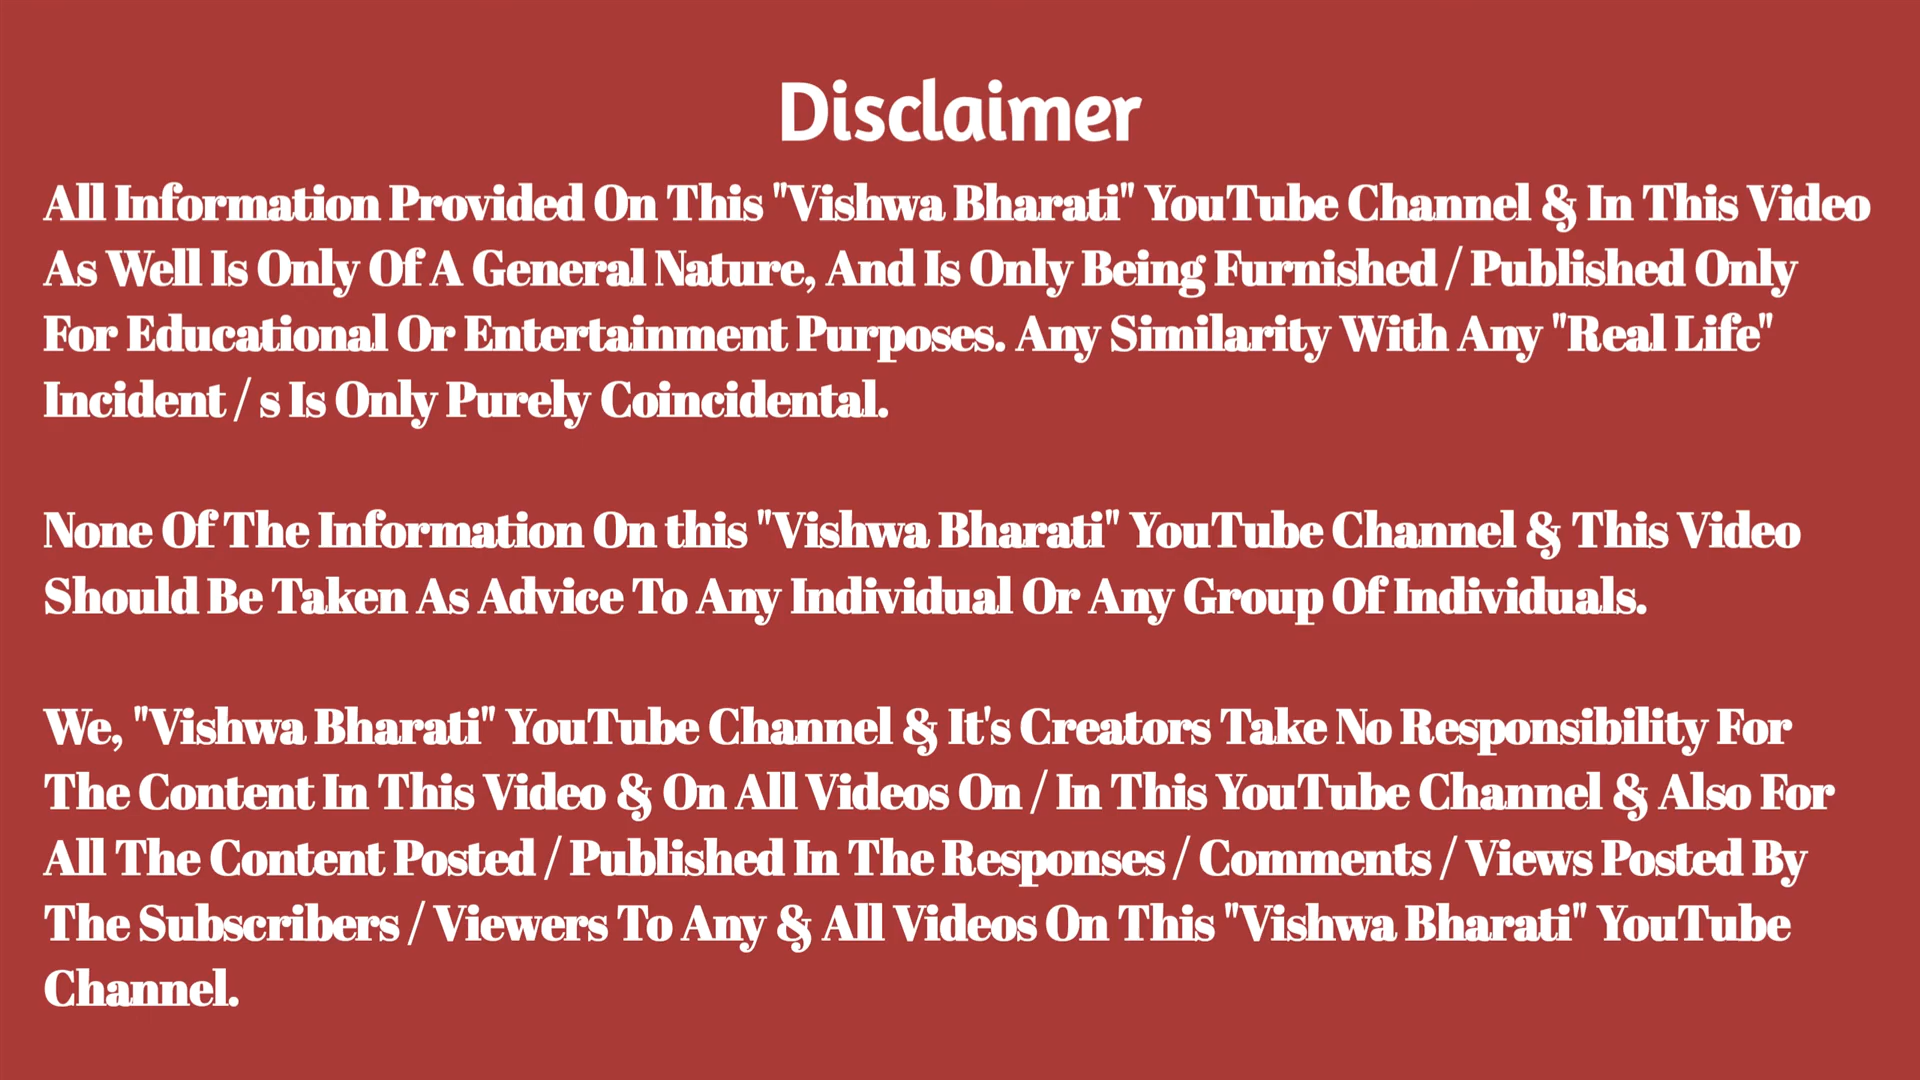 Disclaimer
All Information Provided On This "Vishwa Bharati" YouTube Channel & In This Video
As Well Is Only Of A General Nature, And Is Only Being Furnished / Published Only
For Educational Or Entertainment Purposes. Any Similarity With Any "Real Life"
Incident / s Is Only Purely Coincidental.
None Of The Information On this "Vishwa Bharati" YouTube Channel & This Video
Should Be Taken As Advice To Any Individual Or Any Group Of Individuals.
We, "Vishwa Bharati" YouTube Channel & It's Creators Take No Responsibility For
The Content In This Video & On All Videos On / In This YouTube Channel & Also For
All The Content Posted / Published In The Responses / Comments / Views Posted By
The Subscribers / Viewers To Any & All Videos On This "Vishwa Bharati" YouTube
Channel.